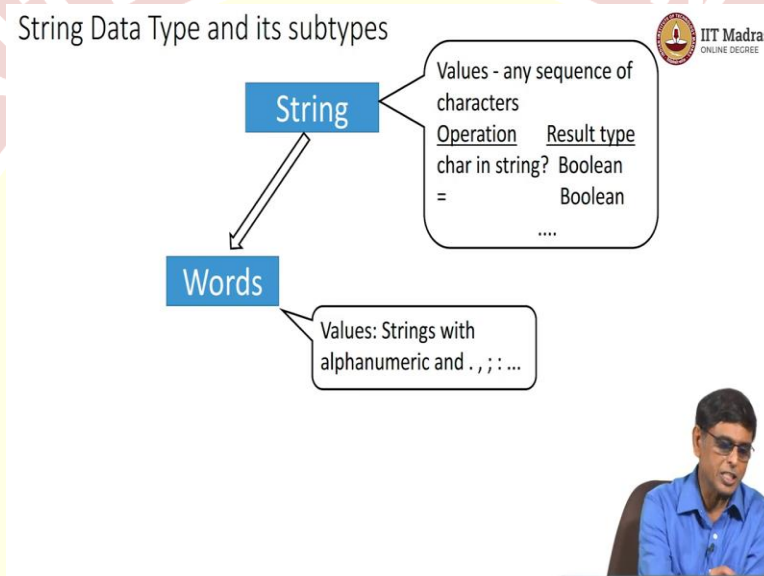 String Data Type and its subtypes
IIT Madras
ONLINE DEGREE
String
Values - any sequence of
characters
Operation Result type
char in string? Boolean
= Boolean
....
Words
Values: Strings with
alphanumeric and . , ; : ...